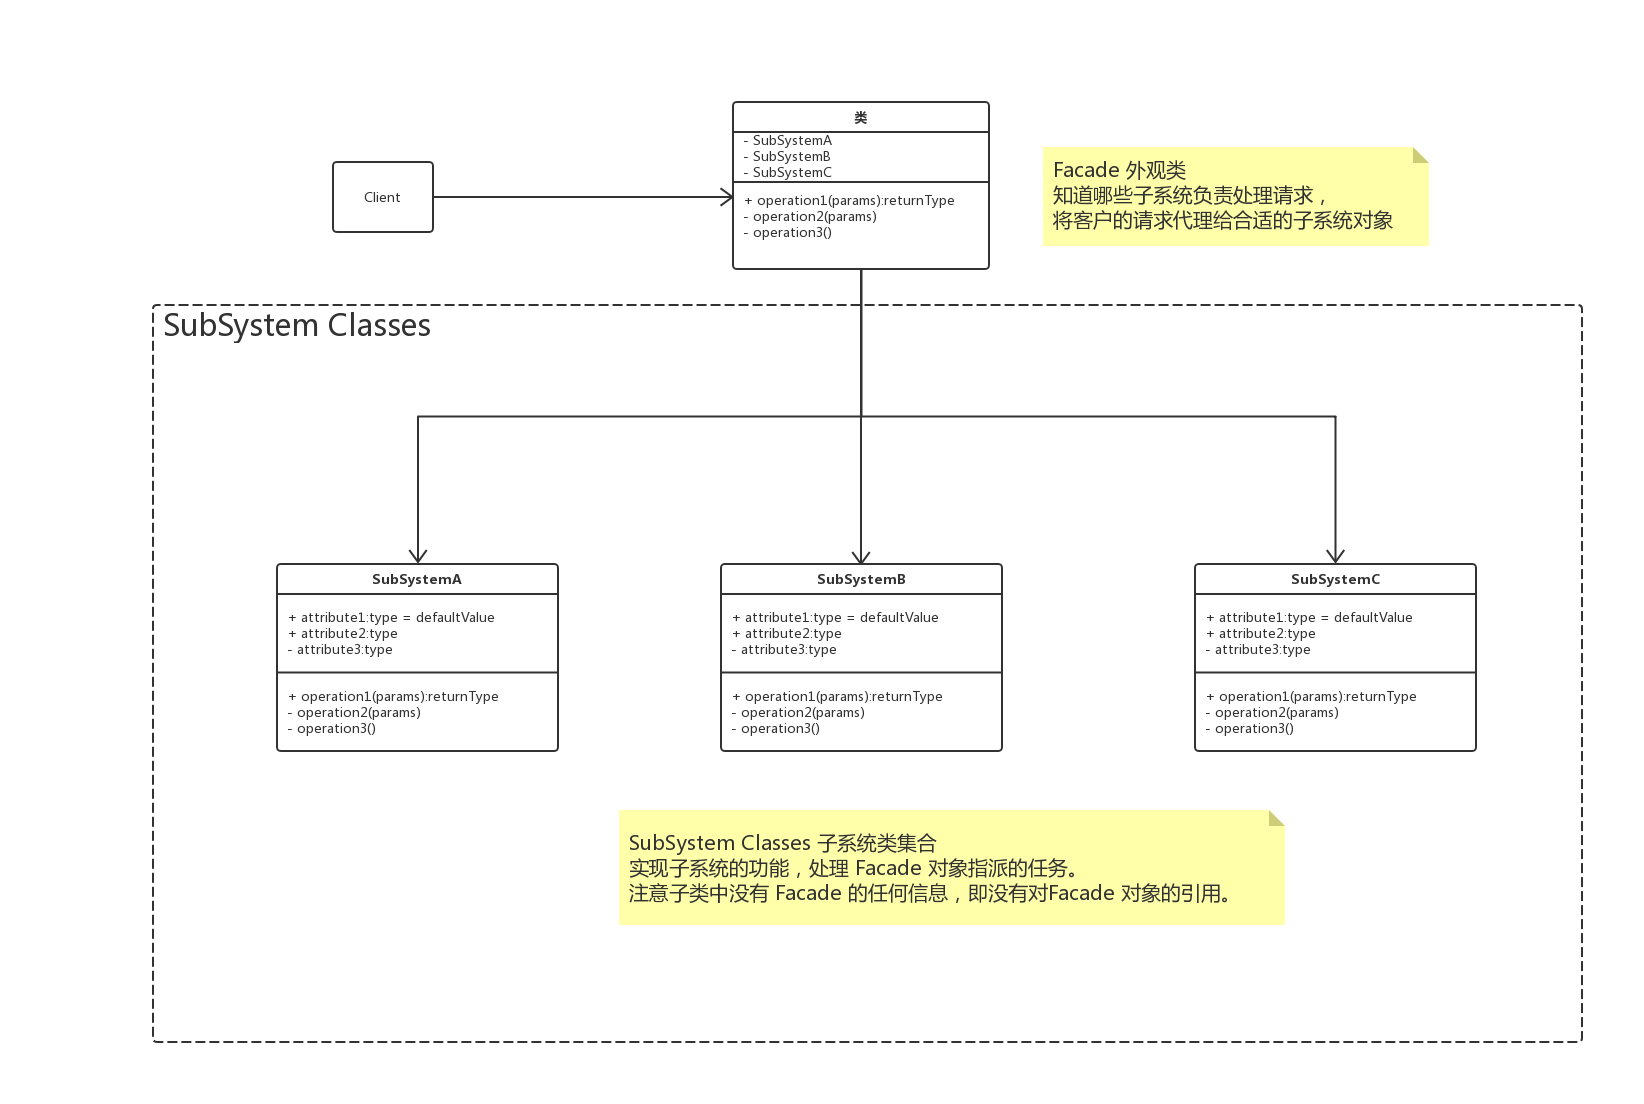 类
- SubSystemA
- SubSystemB
- SubSystemC
+ operation1(params):returnType
- operation2(params)
- operation3()
Client
Facade 外观类
知道哪些子系统负责处理请求，
将客户的请求代理给合适的子系统对象
SubSystem Classes
SubSystemA
+ attribute1:type = defaultValue
+ attribute2:type
- attribute3:type
+ operation1(params):returnType
- operation2(params)
- operation3()
SubSystemB
+ attribute1:type = defaultValue
+ attribute2:type
- attribute3:type
+ operation1(params):returnType
- operation2(params)
- operation3()
SubSystemC
+ attribute1:type = defaultValue
+ attribute2:type
- attribute3:type
+ operation1(params):returnType
- operation2(params)
- operation3()
SubSystem Classes 子系统类集合
实现子系统的功能，处理 Facade 对象指派的任务。
注意子类中没有 Facade 的任何信息，即没有对Facade 对象的引用。